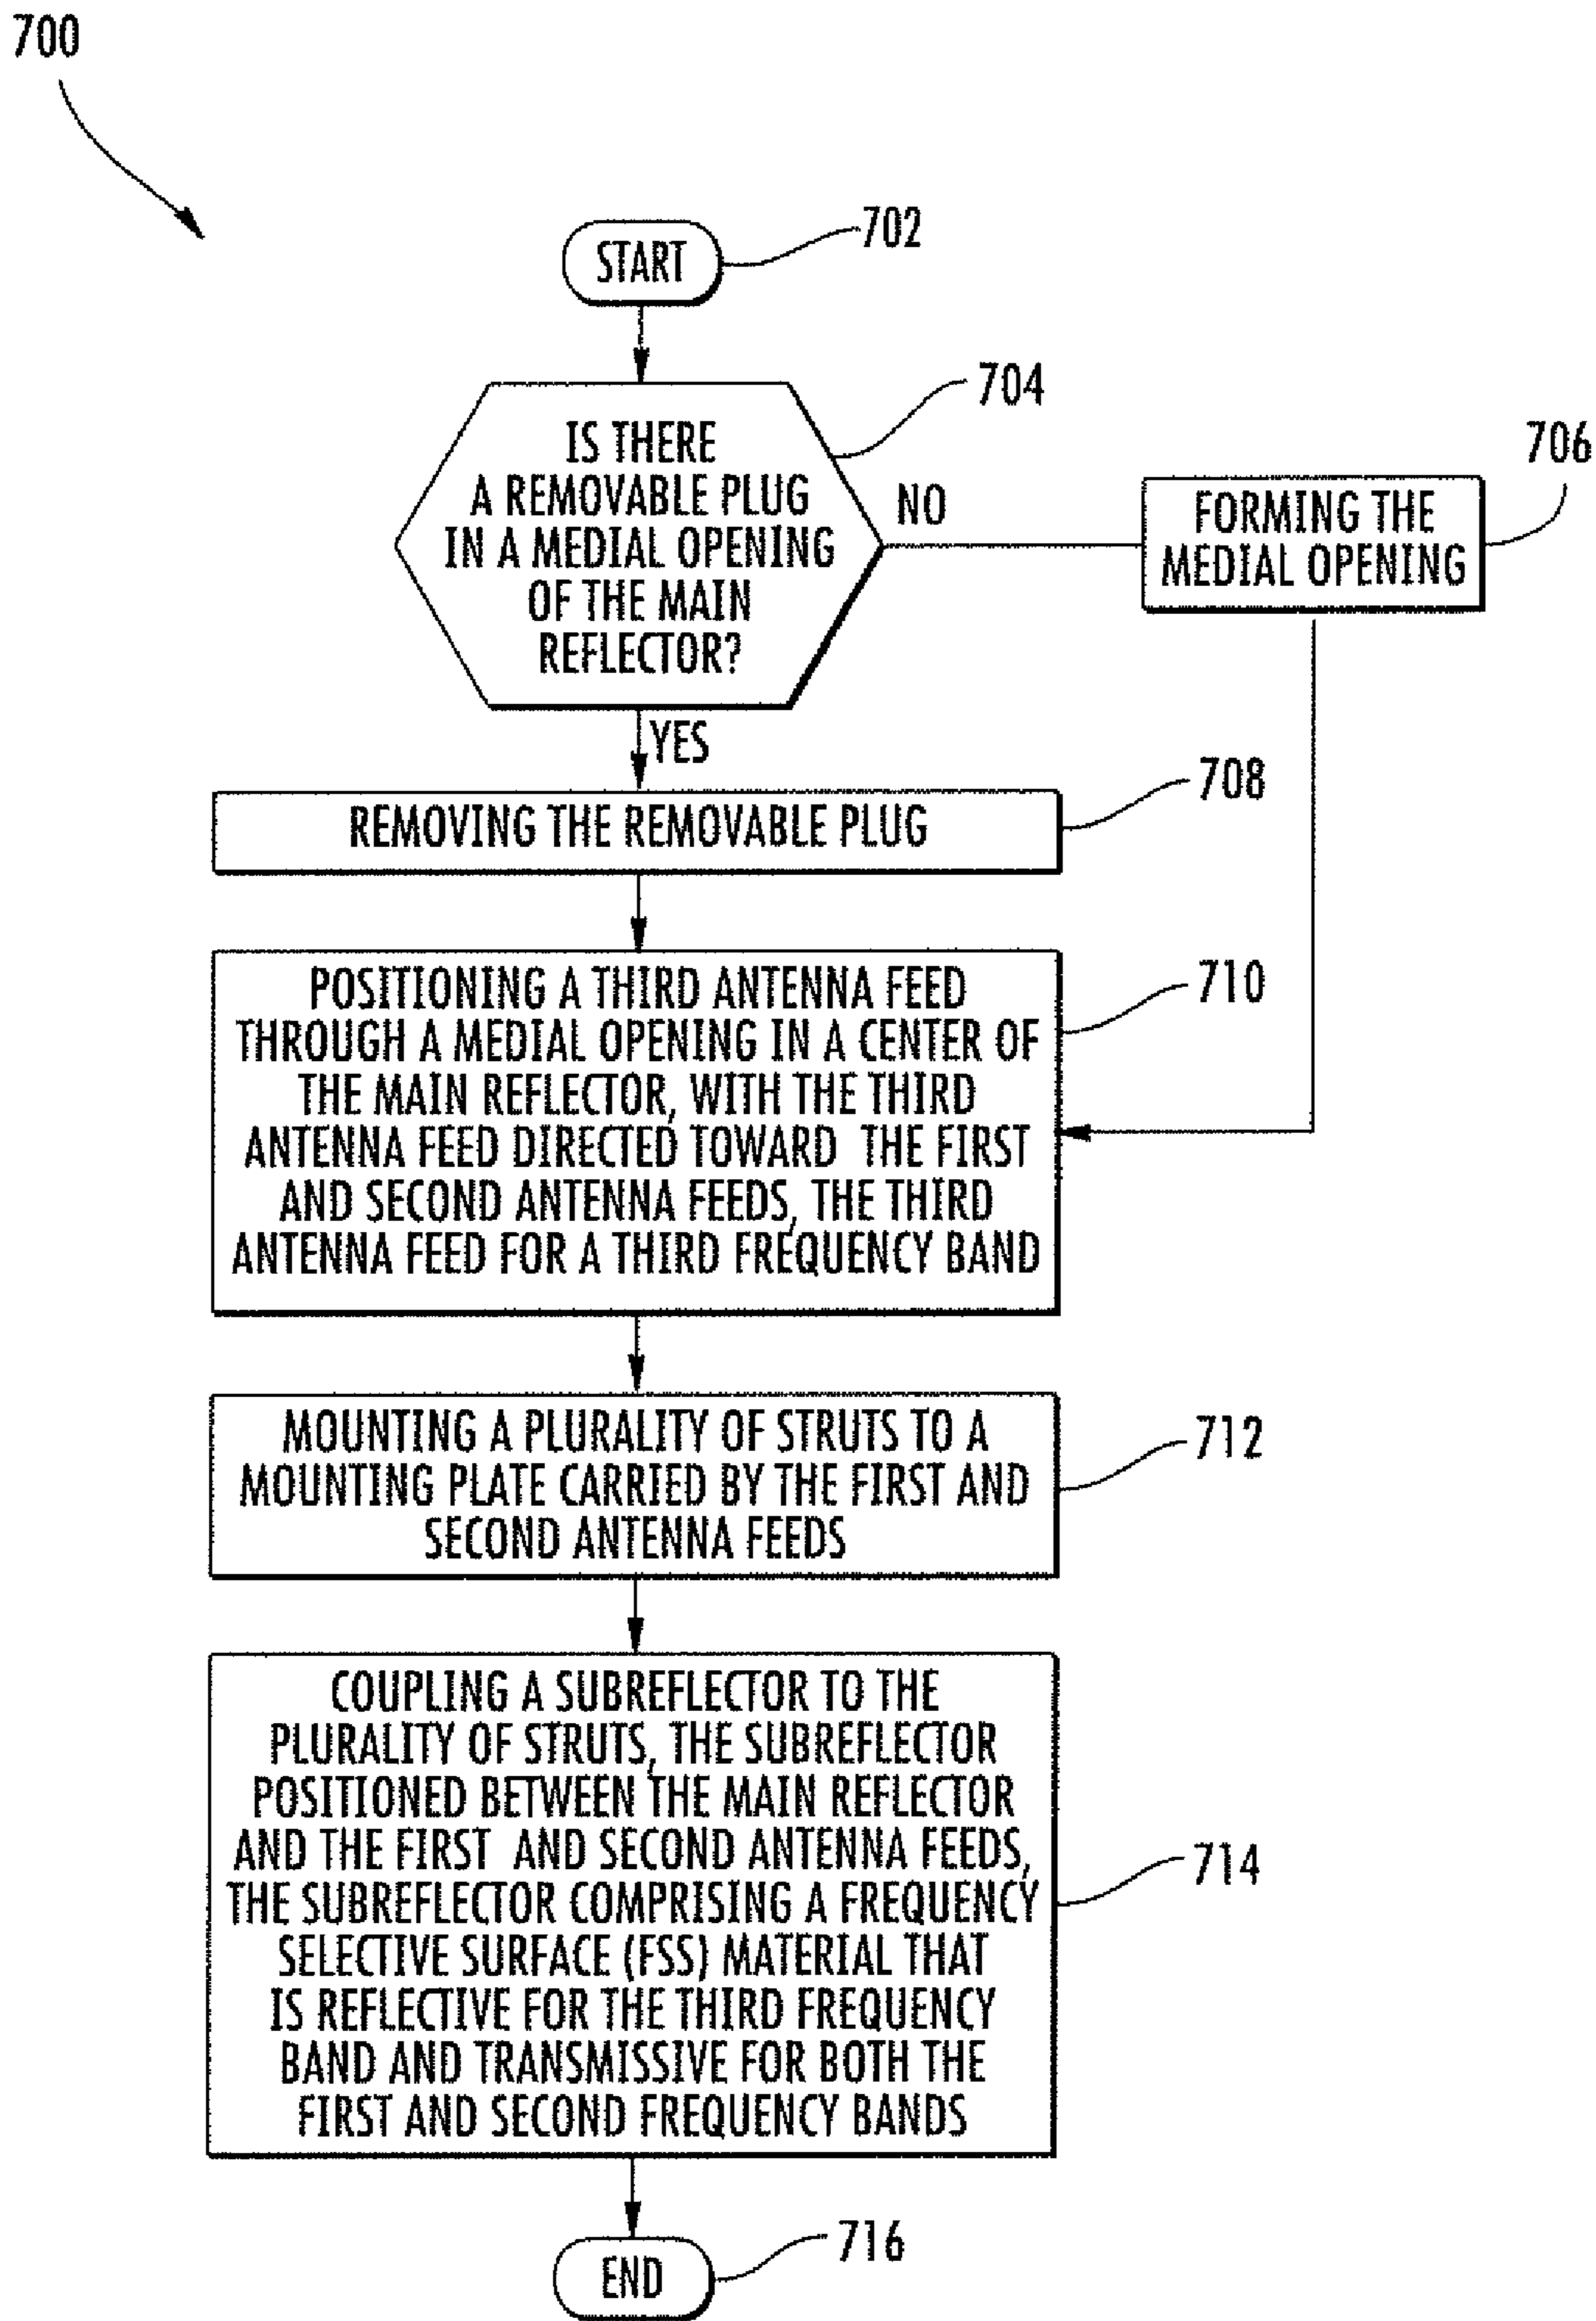 700
START
702
IS THERE
A REMOVABLE PLUG
IN A MEDIAL OPENING
OF THE MAIN
REFLECTOR?
704
NO
FORMING THE
MEDIAL OPENING
706
YES
REMOVING THE REMOVABLE PLUG
708
POSITIONING A THIRD ANTENNA FEED
THROUGH A MEDIAL OPENING IN A CENTER OF
THE MAIN REFLECTOR, WITH THE THIRD
ANTENNA FEED DIRECTED TOWARD THE FIRST
AND SECOND ANTENNA FEEDS, THE THIRD
ANTENNA FEED FOR A THIRD FREQUENCY BAND
710
MOUNTING A PLURALITY OF STRUTS TO A
MOUNTING PLATE CARRIED BY THE FIRST AND
SECOND ANTENNA FEEDS
712
COUPLING A SUBREFLECTOR TO THE
PLURALITY OF STRUTS, THE SUBREFLECTOR
POSITIONED BETWEEN THE MAIN REFLECTOR
AND THE FIRST AND SECOND ANTENNA FEEDS,
THE SUBREFLECTOR COMPRISING A FREQUENCY
SELECTIVE SURFACE (FSS) MATERIAL THAT
IS REFLECTIVE FOR THE THIRD FREQUENCY
BAND AND TRANSMISSIVE FOR BOTH THE
FIRST AND SECOND FREQUENCY BANDS
714
END
716